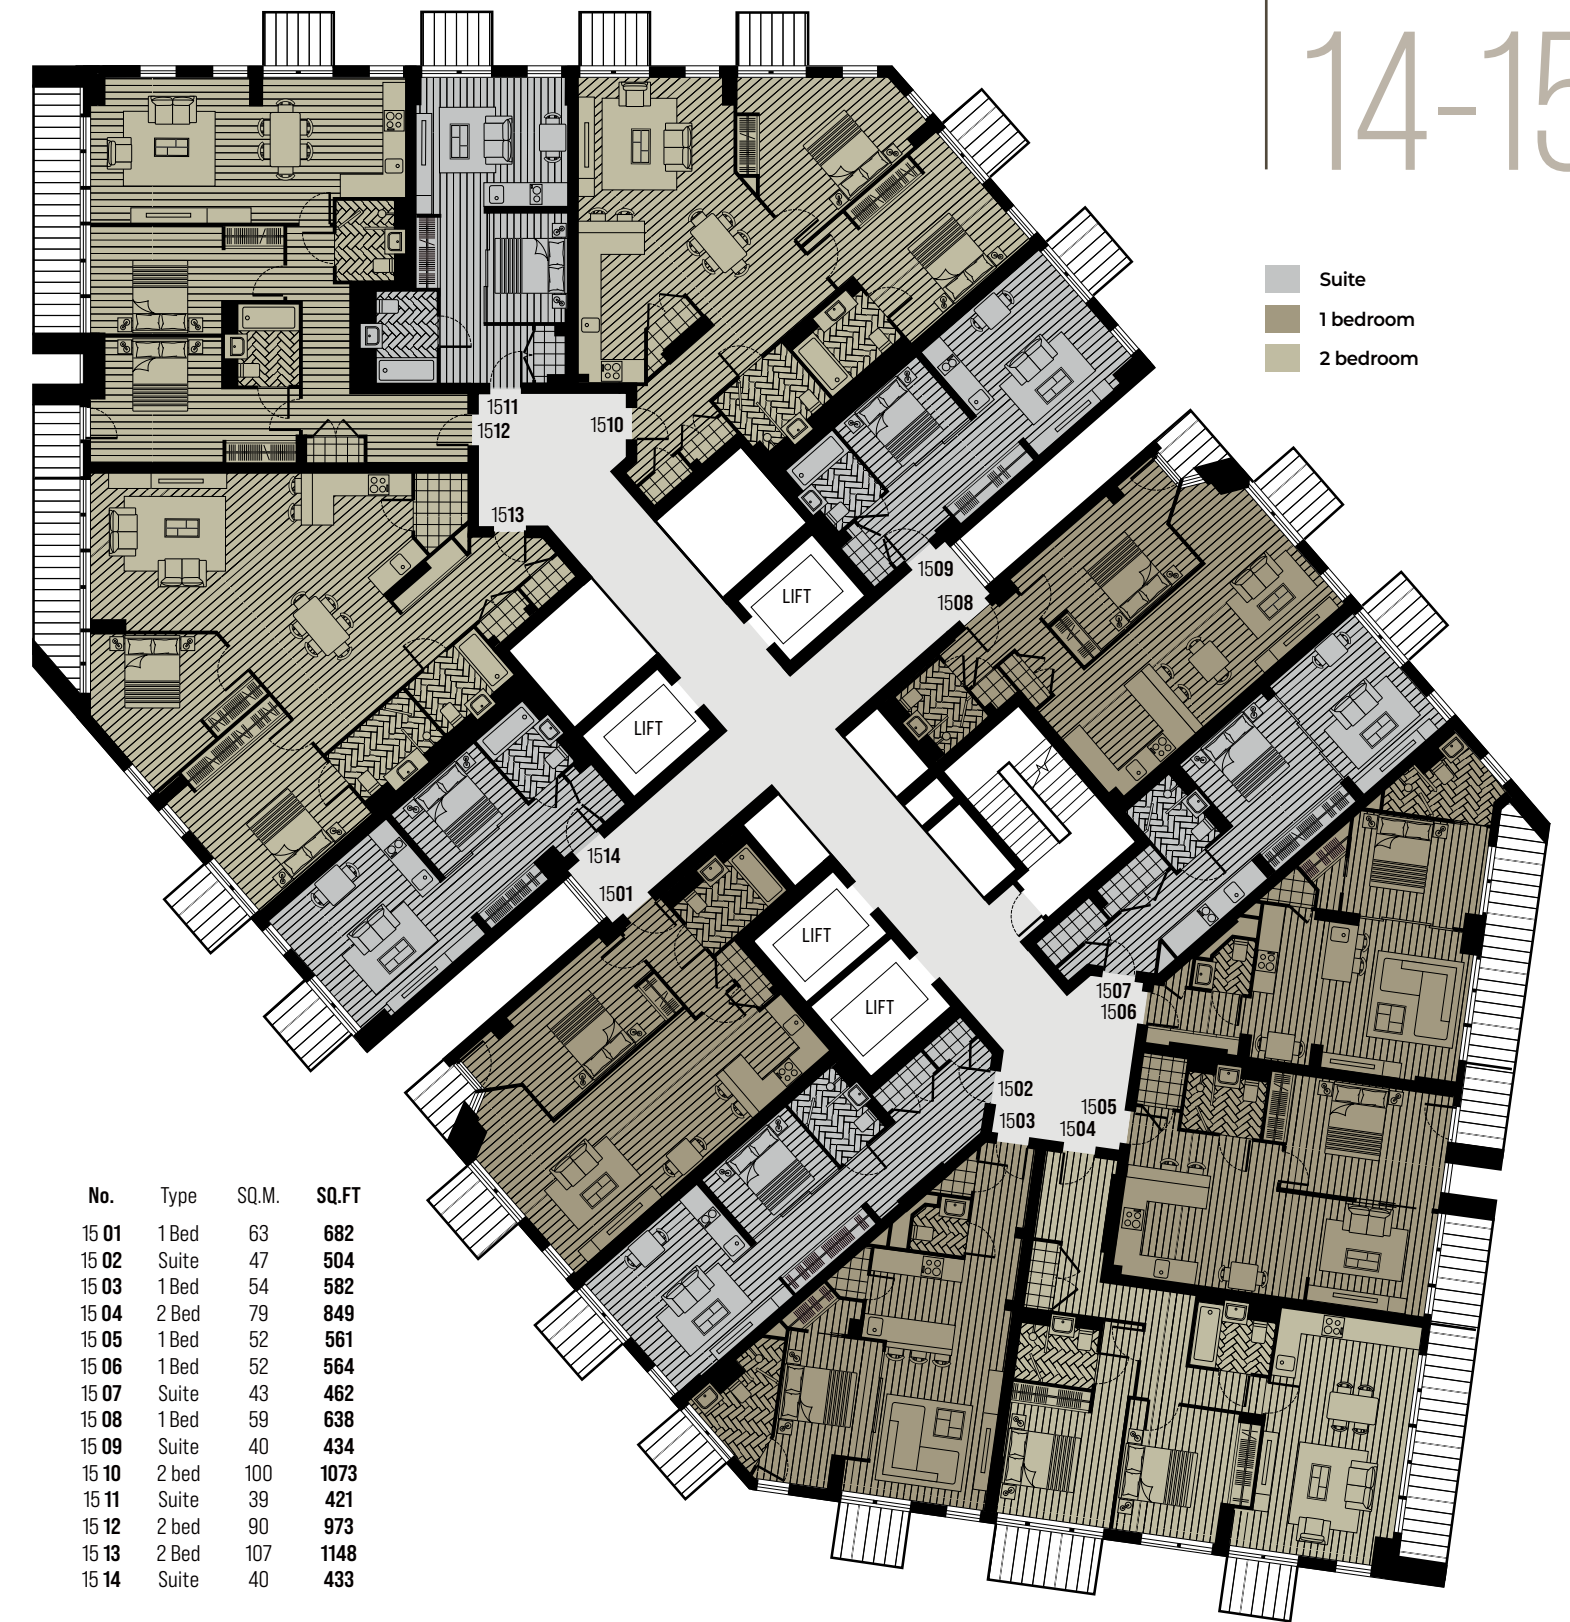 14-15
Suite
1 bedroom
2 bedroom
1511
1512
1510
1513
1509
LIFT
1508
LIFT
1514
1501
LIFT
1507
LIFT
1506
1502
1505
1503
1504
No. Type SQ.M. SQ.FT
15 01 1 Bed 63 682
15 02 Suite 47 504
15 03 1 Bed 54 582
15 04 2 Bed 79 849
15 05 1 Bed 52 561
15 06 1 Bed 52 564
15 07 Suite 43 462
15 08 1 Bed 59 638
15 09 Suite 40 434
15 10 2 bed 100 1073
15 11 Suite 39 421
15 12 2 bed 90 973
15 13 2 Bed 107 1148
15 14 Suite 40 433